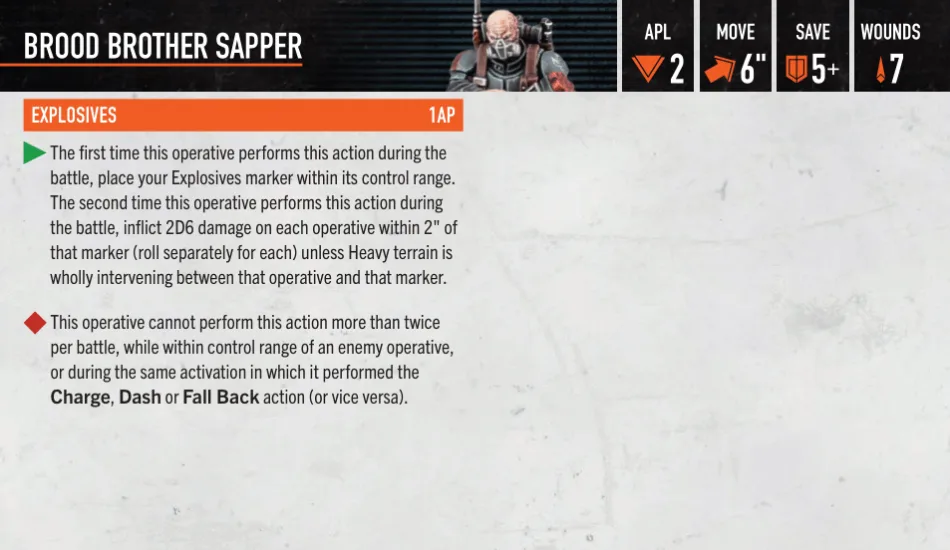 BROOD BROTHER SAPPER
APL MOVE SAVE WOUNDS
2 6" 5+ 7
EXPLOSIVES 1AP
The first time this operative performs this action during the
battle, place your Explosives marker within its control range.
The second time this operative performs this action during
the battle, inflict 2D6 damage on each operative within 2" of
that marker (roll separately for each) unless Heavy terrain is
wholly intervening between that operative and that marker.
This operative cannot perform this action more than twice
per battle, while within control range of an enemy operative,
or during the same activation in which it performed the
Charge, Dash or Fall Back action (or vice versa).